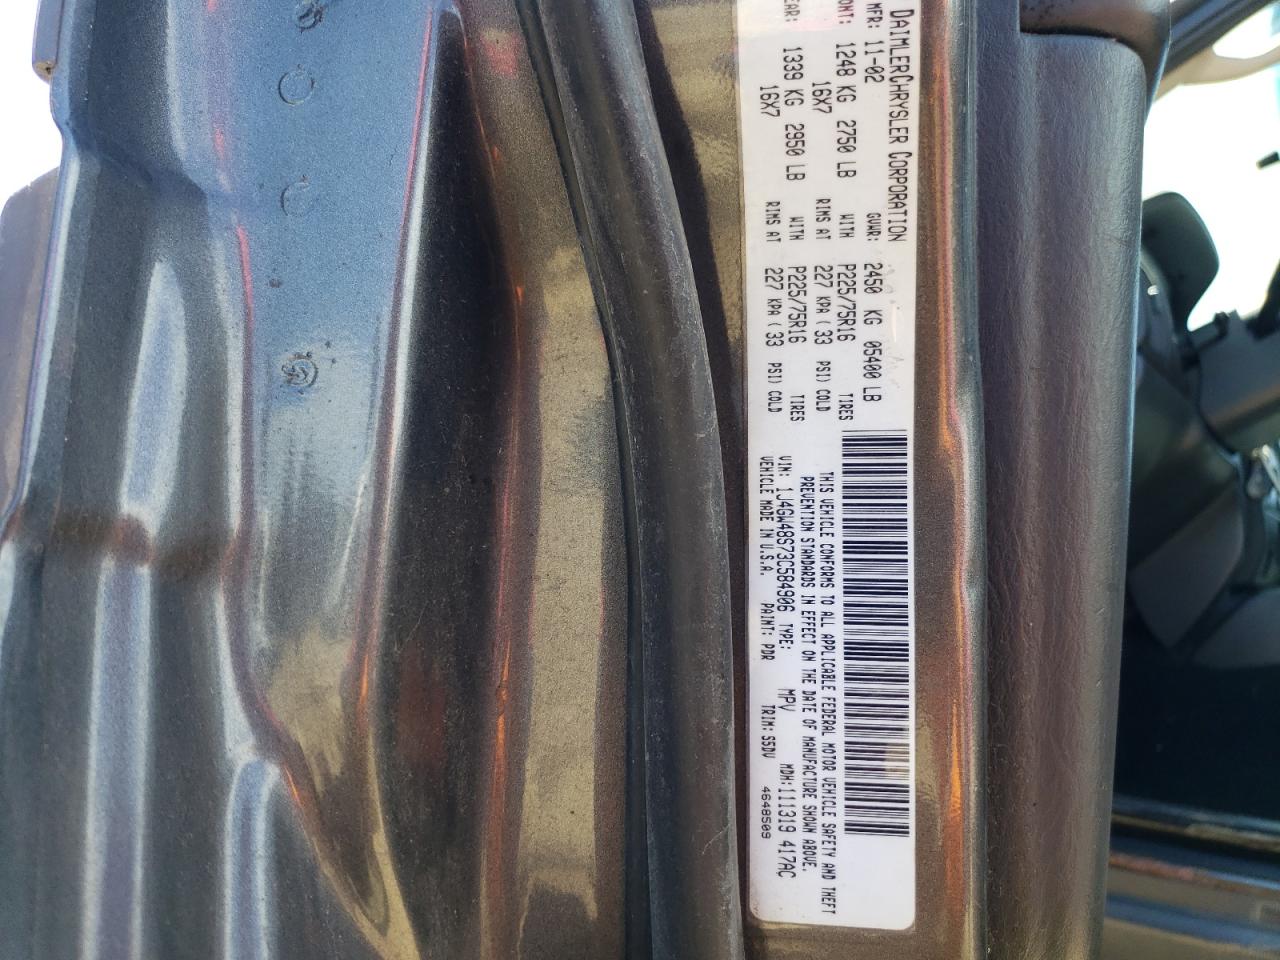 DAIMLERCHRYSLER CORPORATION
MFR: 11-02 GVWR: 2450 KG 05400 LB
1248 KG 2750 LB WITH P225/75R16 TIRES
16X7 RIMS AT 227 KPA ( 33 PSI) COLD
1339 KG 2950 LB WITH P225/75R16 TIRES
16X7 RIMS AT 227 KPA ( 33 PSI) COLD
THIS VEHICLE CONFORMS TO ALL APPLICABLE FEDERAL MOTOR VEHICLE SAFETY AND THEFT
PREVENTION STANDARDS IN EFFECT ON THE DATE OF MANUFACTURE SHOWN ABOVE.
VIN: 1J4GW48S73C584906 TYPE: MPV MDH:111319 417AC
VEHICLE MADE IN U.S.A. PAINT: PDR TRIM: S5DV 4648509